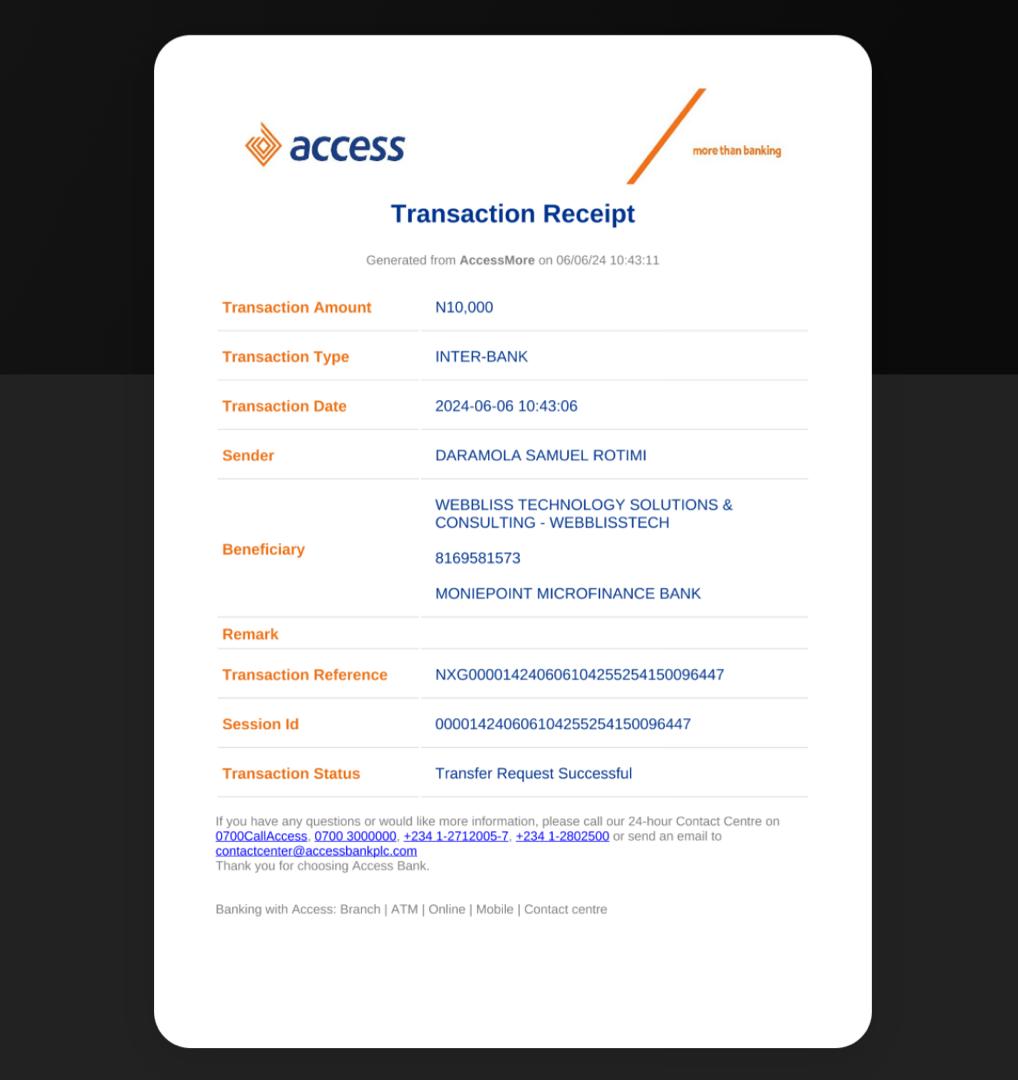 access
more than banking
Transaction Receipt
Generated from AccessMore on 06/06/24 10:43:11
Transaction Amount N10,000
Transaction Type INTER-BANK
Transaction Date 2024-06-06 10:43:06
Sender DARAMOLA SAMUEL ROTIMI
Beneficiary
WEBBLISS TECHNOLOGY SOLUTIONS &
CONSULTING - WEBBLISSTECH
8169581573
MONIEPOINT MICROFINANCE BANK
Remark
Transaction Reference NXG000014240606104255254150096447
Session Id 000014240606104255254150096447
Transaction Status Transfer Request Successful
If you have any questions or would like more information, please call our 24-hour Contact Centre on
0700CallAccess, 0700 3000000, +234 1-2712005-7, +234 1-2802500 or send an email to
contactcenter@accessbankplc.com
Thank you for choosing Access Bank.
Banking with Access: Branch | ATM | Online | Mobile | Contact centre